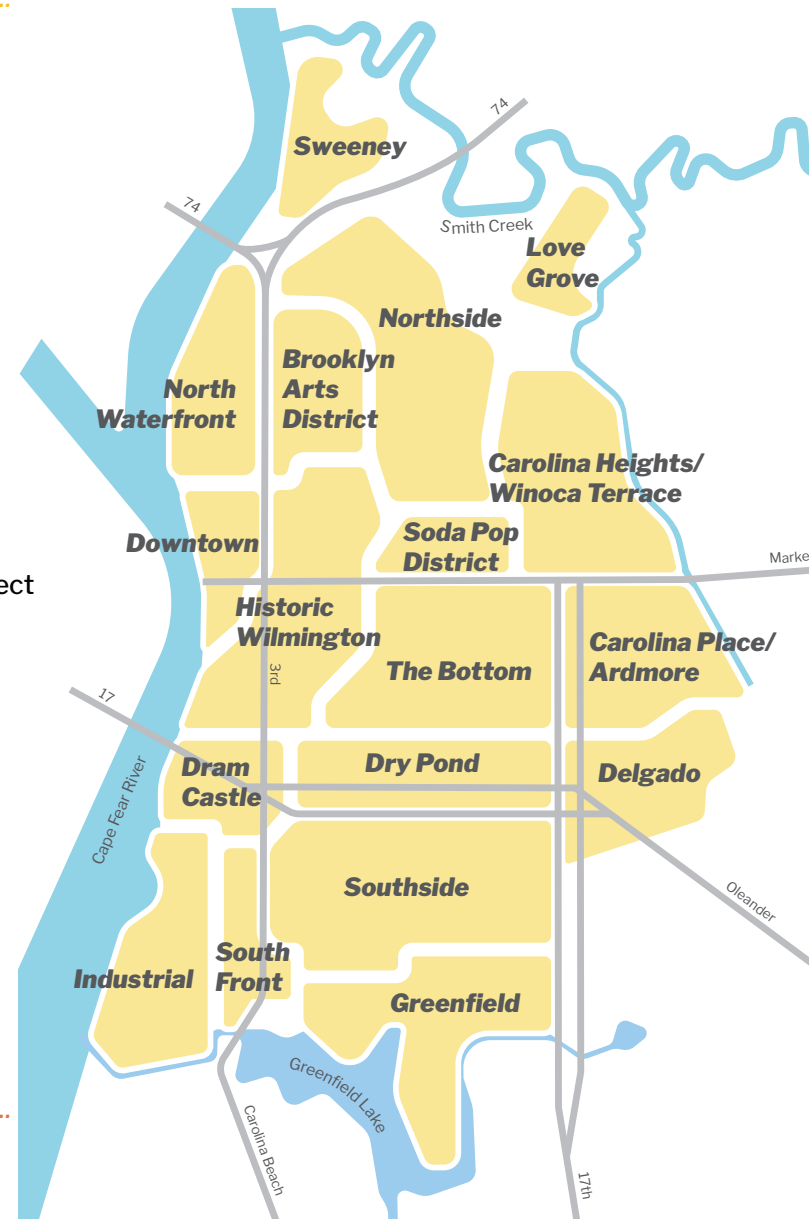 Sweeney
74
74
Smith Creek
Love
Grove
Northside
Brooklyn
Arts
District
North
Waterfront
Carolina Heights/
Winoca Terrace
Soda Pop
District
Downtown
Marke
ect
Historic
Wilmington
Carolina Place/
Ardmore
The Bottom
3rd
17
Dram
Castle
Dry Pond
Delgado
Cape Fear River
Southside
Oleander
South
Front
Industrial
Greenfield
Greenfield Lake
Carolina Beach
17th